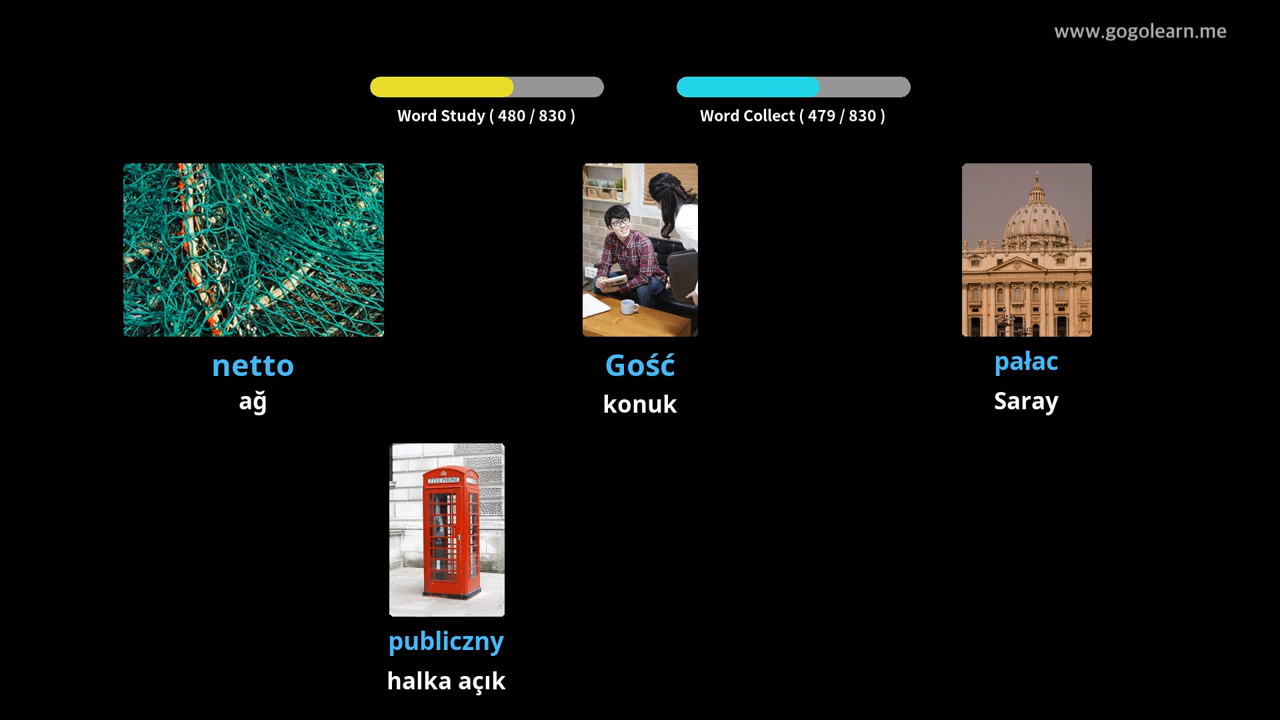 www.gogolearn.me
Word Study ( 480 / 830 )
Word Collect ( 479 / 830 )
netto
ağ
Gość
konuk
pałac
Saray
TELEPHONE
publiczny
halka açık